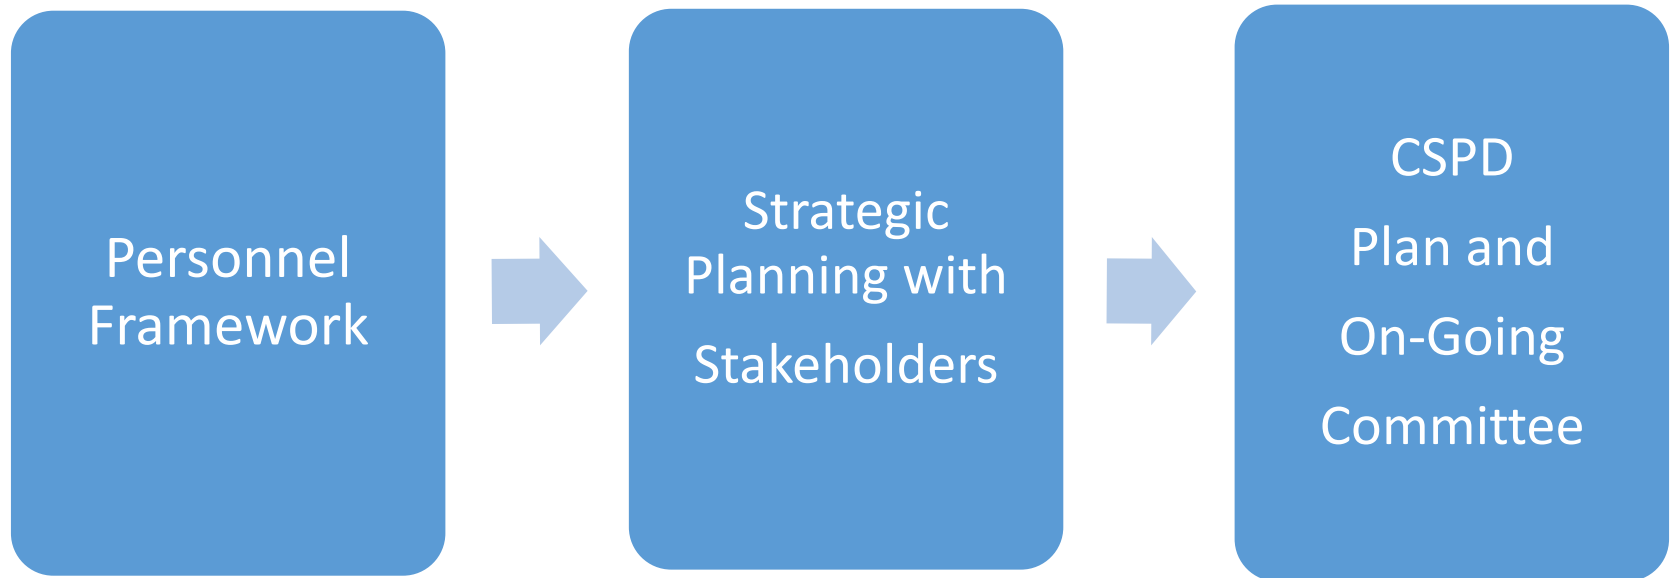 Personnel
Framework
Strategic
Planning with
Stakeholders
CSPD
Plan and
On-Going
Committee